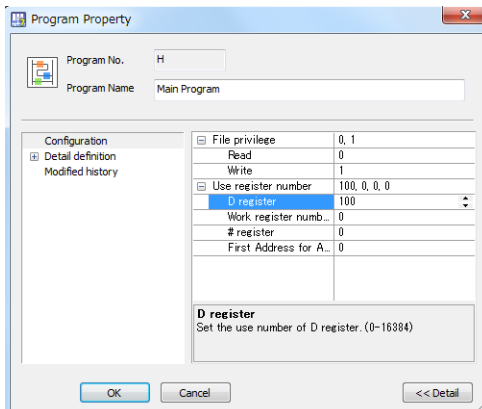 Program Property
Program No. H
Program Name Main Program
Configuration
Detail definition
Modified history
File privilege 0, 1
Read 0
Write 1
Use register number 100, 0, 0, 0
D register 100
Work register numb... 0
# register 0
First Address for A... 0
D register
Set the use number of D register. (0-16384)
OK Cancel << Detail